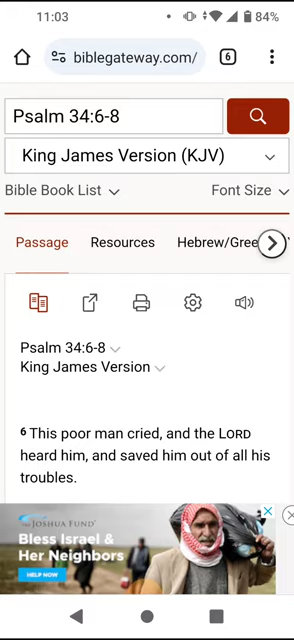 11:03
84%
biblegateway.com/
6
Psalm 34:6-8
King James Version (KJV)
Bible Book List
Font Size
Passage
Resources
Hebrew/Gree
Psalm 34:6-8
King James Version
6 This poor man cried, and the LORD
heard him, and saved him out of all his
troubles.
THE JOSHUA FUND
Bless Israel &
Her Neighbors
HELP NOW